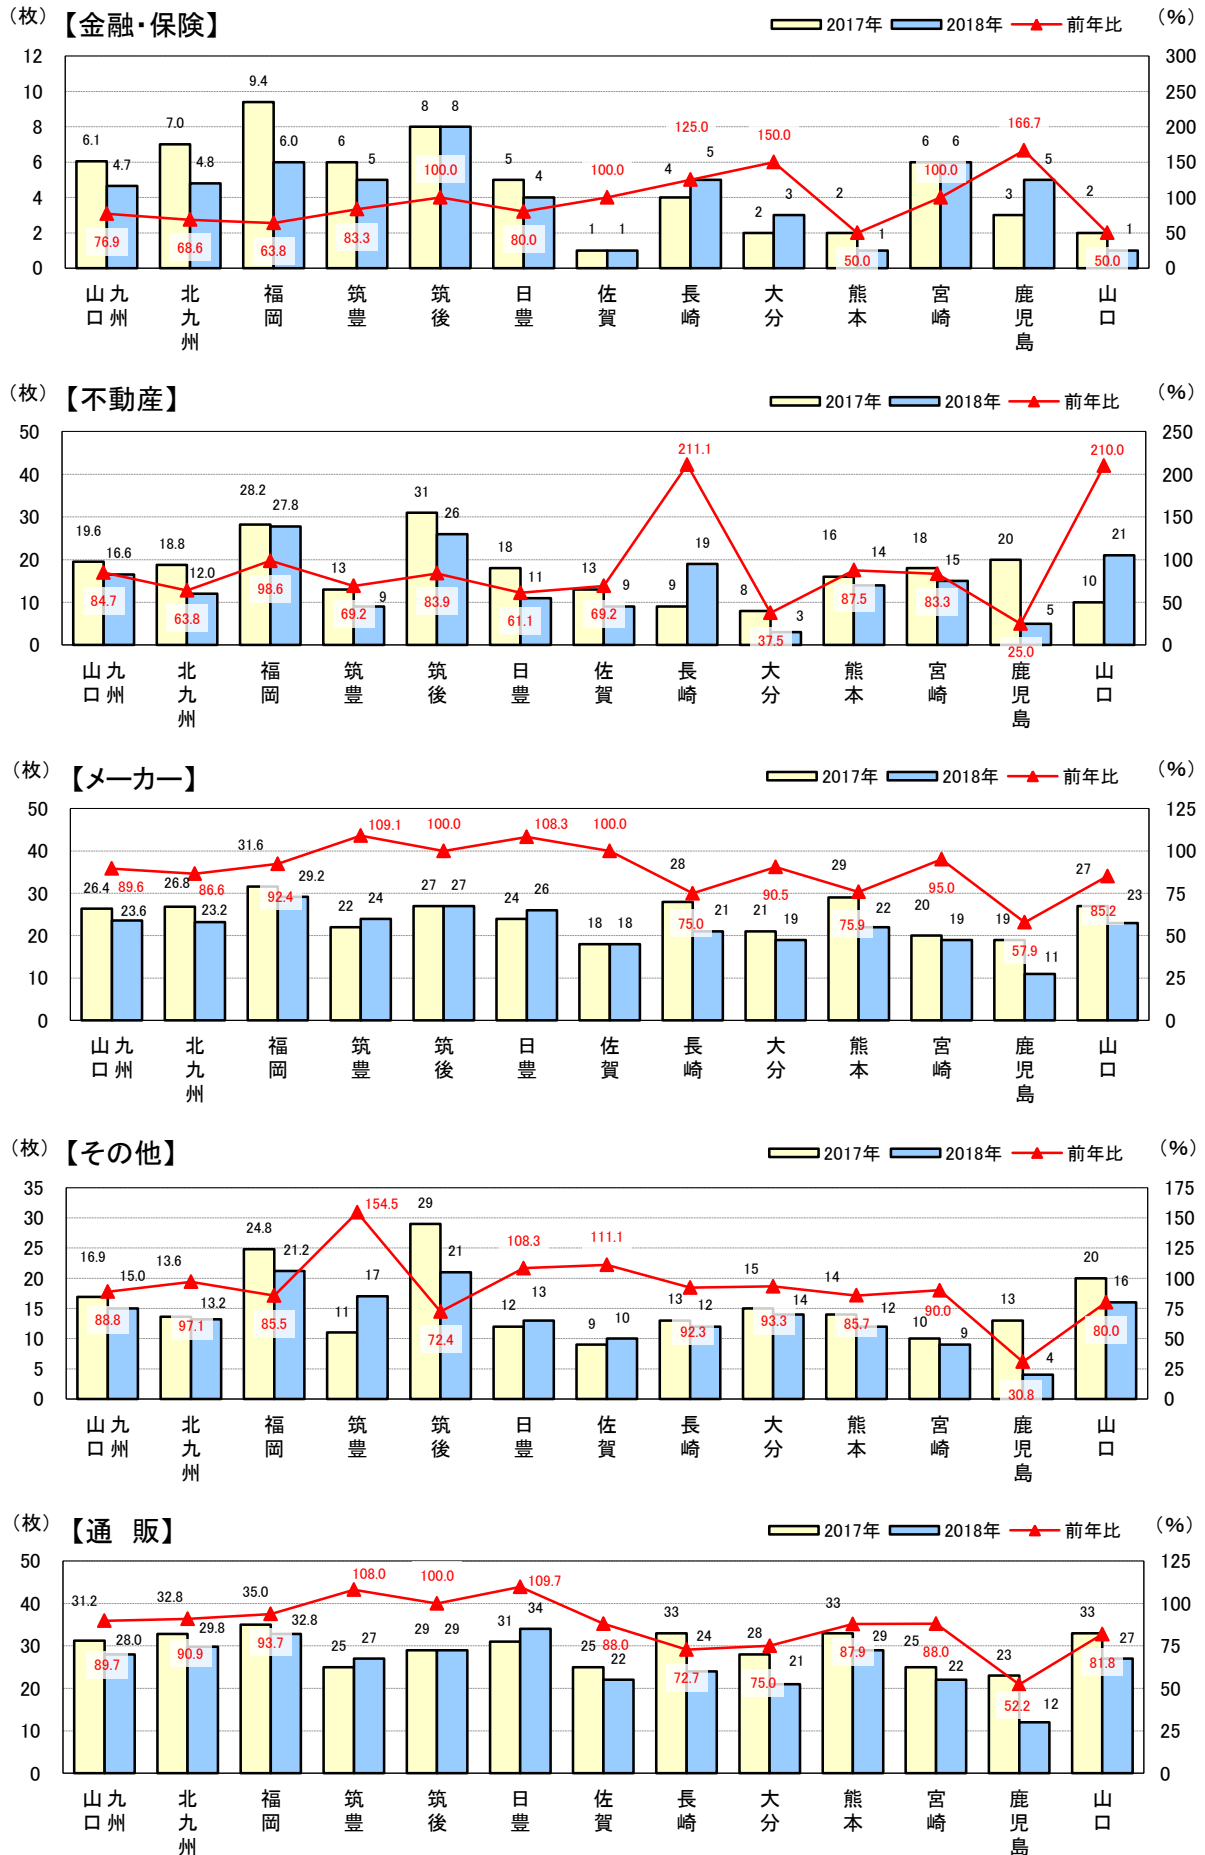 (枚) 【金融・保険】 2017年 2018年 前年比 (%)
12 300
10 250
8 200
6 150
4 100
2 50
0 0
6.1 7.0 9.4 6 8 5 1 4 2 2 6 3 2
4.7 4.8 6.0 5 8 4 1 5 3 1 6 5 1
76.9 68.6 63.8 83.3 100.0 80.0 100.0 125.0 150.0 50.0 100.0 166.7 50.0
九州山口 北九州 福岡 筑豊 筑後 日豊 佐賀 長崎 大分 熊本 宮崎 鹿児島 山口
(枚) 【不動産】 2017年 2018年 前年比 (%)
50 250
40 200
30 150
20 100
10 50
0 0
19.6 18.8 28.2 13 31 18 13 9 8 16 18 20 10
16.6 12.0 27.8 9 26 11 9 19 3 14 15 5 21
84.7 63.8 98.6 69.2 83.9 61.1 69.2 211.1 37.5 87.5 83.3 25.0 210.0
九州山口 北九州 福岡 筑豊 筑後 日豊 佐賀 長崎 大分 熊本 宮崎 鹿児島 山口
(枚) 【メーカー】 2017年 2018年 前年比 (%)
50 125
40 100
30 75
20 50
10 25
0 0
26.4 26.8 31.6 22 27 24 18 28 21 29 20 19 27
23.6 23.2 29.2 24 27 26 18 21 19 22 19 11 23
89.6 86.6 92.4 109.1 100.0 108.3 100.0 75.0 90.5 75.9 95.0 57.9 85.2
九州山口 北九州 福岡 筑豊 筑後 日豊 佐賀 長崎 大分 熊本 宮崎 鹿児島 山口
(枚) 【その他】 2017年 2018年 前年比 (%)
35 175
30 150
25 125
20 100
15 75
10 50
5 25
0 0
16.9 13.6 24.8 11 29 12 9 13 15 14 10 13 20
15.0 13.2 21.2 17 21 13 10 12 14 12 9 4 16
88.8 97.1 85.5 154.5 72.4 108.3 111.1 92.3 93.3 85.7 90.0 30.8 80.0
九州山口 北九州 福岡 筑豊 筑後 日豊 佐賀 長崎 大分 熊本 宮崎 鹿児島 山口
(枚) 【通 販】 2017年 2018年 前年比 (%)
50 125
40 100
30 75
20 50
10 25
0 0
31.2 32.8 35.0 25 29 31 25 33 28 33 25 23 33
28.0 29.8 32.8 27 29 34 22 24 21 29 22 12 27
89.7 90.9 93.7 108.0 100.0 109.7 88.0 72.7 75.0 87.9 88.0 52.2 81.8
九州山口 北九州 福岡 筑豊 筑後 日豊 佐賀 長崎 大分 熊本 宮崎 鹿児島 山口